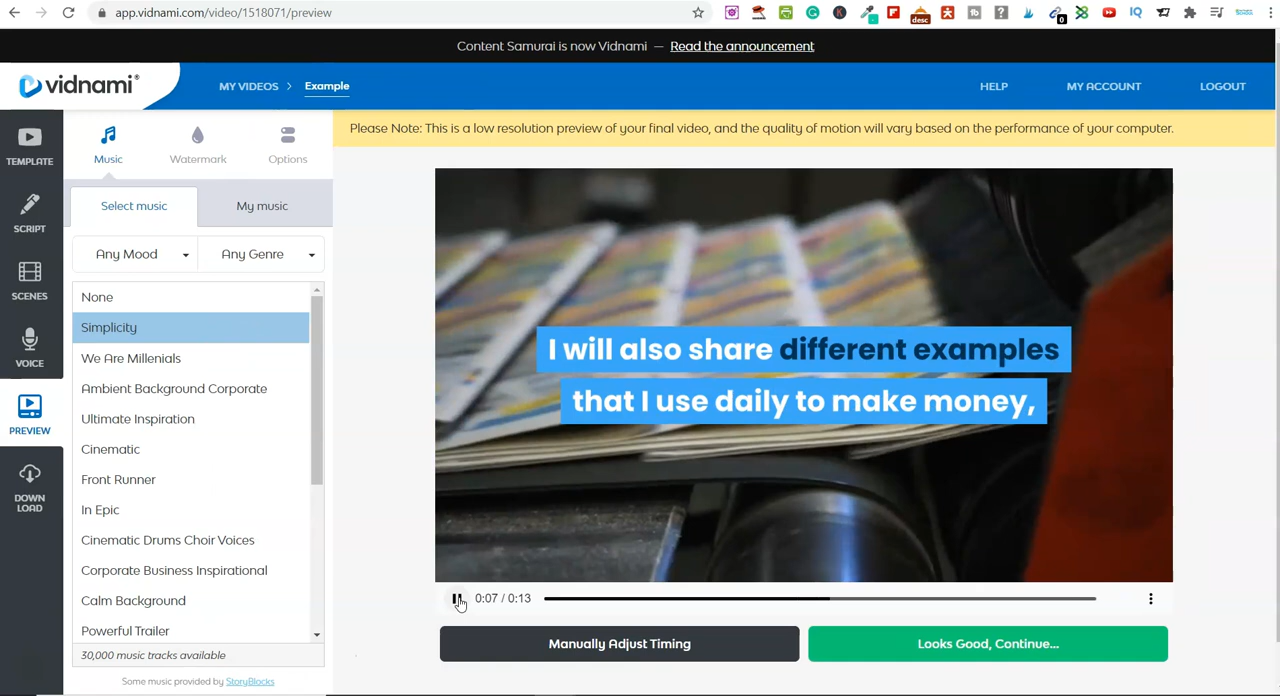 app.vidnami.com/video/1518071/preview
desc
0
Content Samurai is now Vidnami — Read the announcement
vidnami®
MY VIDEOS > Example
HELP
MY ACCOUNT
LOGOUT
TEMPLATE
SCRIPT
SCENES
VOICE
PREVIEW
DOWN
LOAD
Music
Watermark
Options
Select music
My music
Any Mood
Any Genre
None
Simplicity
We Are Millenials
Ambient Background Corporate
Ultimate Inspiration
Cinematic
Front Runner
In Epic
Cinematic Drums Choir Voices
Corporate Business Inspirational
Calm Background
Powerful Trailer
30,000 music tracks available
Some music provided by StoryBlocks
Please Note: This is a low resolution preview of your final video, and the quality of motion will vary based on the performance of your computer.
I will also share different examples
that I use daily to make money,
0:07 / 0:13
Manually Adjust Timing
Looks Good, Continue...